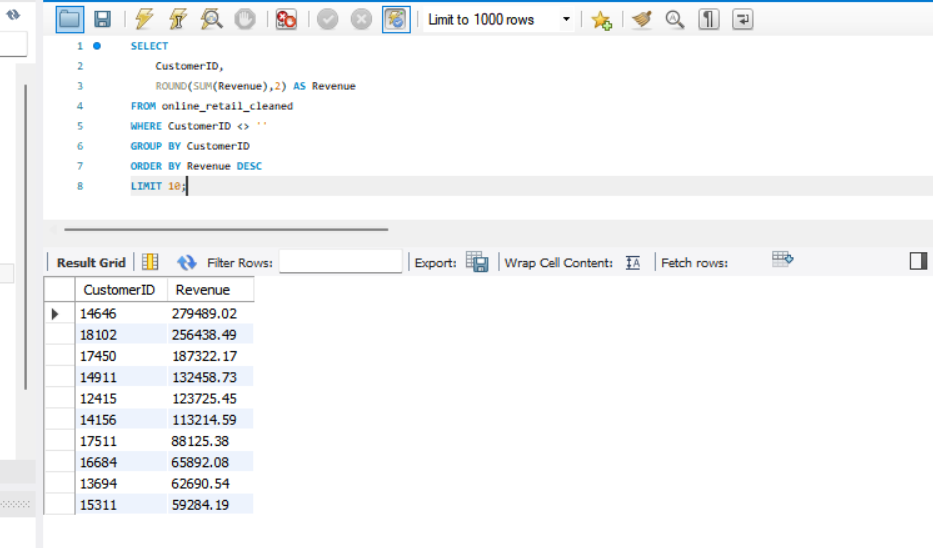 Limit to 1000 rows
1 SELECT
2 CustomerID,
3 ROUND(SUM(Revenue),2) AS Revenue
4 FROM online_retail_cleaned
5 WHERE CustomerID <> ''
6 GROUP BY CustomerID
7 ORDER BY Revenue DESC
8 LIMIT 10;
Result Grid Filter Rows: Export: Wrap Cell Content: Fetch rows:
CustomerID Revenue
14646 279489.02
18102 256438.49
17450 187322.17
14911 132458.73
12415 123725.45
14156 113214.59
17511 88125.38
16684 65892.08
13694 62690.54
15311 59284.19